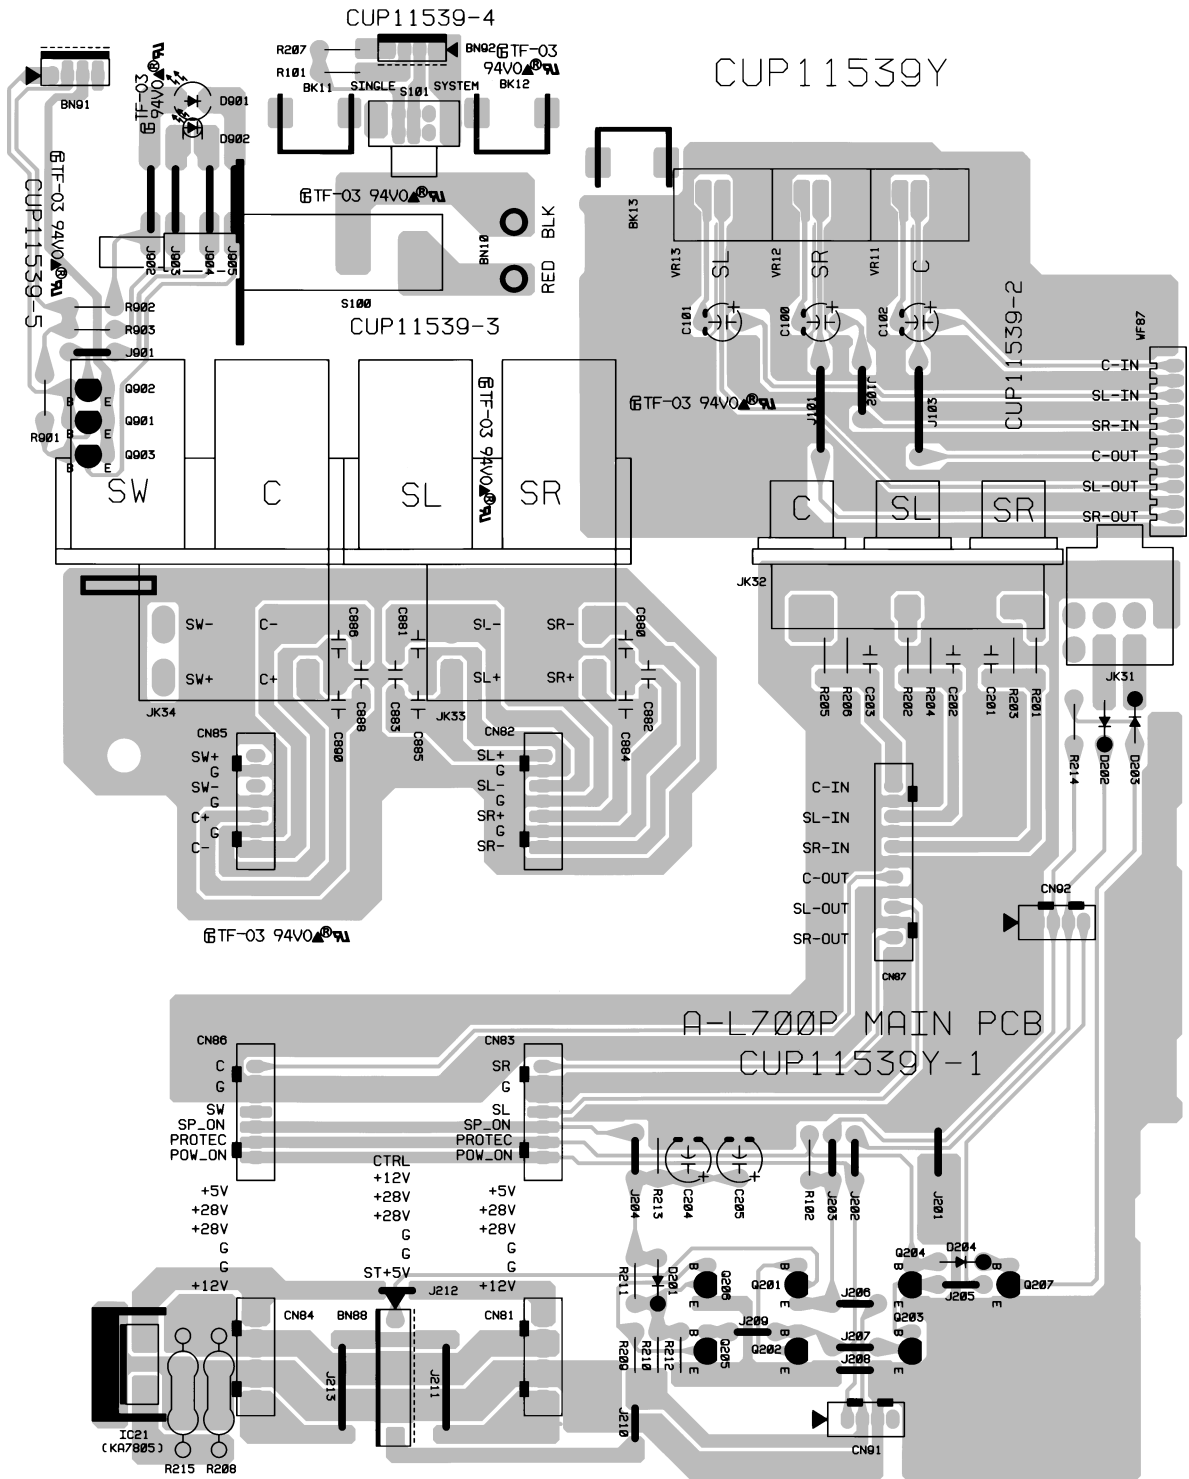 CUP11539-4
R207
BN92
TF-03
94V0
R101
BK11
SINGLE
SYSTEM
BK12
S101
CUP11539Y
BN91
TF-03
94V0
D901
D902
TF-03 94V0
CUP11539-5
TF-03 94V0
BLK
RED
BN10
BK13
J902
J903
J904
J905
S100
CUP11539-3
R902
R903
J901
Q902
B
E
Q901
B
E
R901
Q903
B
E
VR13
SL
VR12
SR
VR11
C
C101
C100
C102
CUP11539-2
WF87
C-IN
SL-IN
SR-IN
C-OUT
SL-OUT
SR-OUT
TF-03 94V0
J101
J102
J103
TF-03 94V0
SW
C
SL
SR
C
SL
SR
JK32
SW-
C-
C886
C881
SL-
SR-
C880
SW+
C+
SL+
SR+
JK34
C888
C883
JK33
C882
C890
C885
C884
R205
R206
C203
R202
R204
C202
C201
R203
R201
JK31
R214
D202
D203
CN85
SW+
G
SW-
G
C+
G
C-
CN82
SL+
G
SL-
G
SR+
G
SR-
C-IN
SL-IN
SR-IN
C-OUT
SL-OUT
SR-OUT
CN87
CN92
TF-03 94V0
A-L700P MAIN PCB
CUP11539Y-1
CN86
C
G
SW
SP_ON
PROTEC
POW_ON
CN83
SR
G
SL
SP_ON
PROTEC
POW_ON
+5V
+28V
+28V
G
G
+12V
CTRL
+12V
+28V
+28V
G
G
ST+5V
+5V
+28V
+28V
G
G
+12V
J204
R213
C204
C205
R102
J203
J202
J201
J212
CN84
BN88
CN81
R211
D201
B
Q206
E
Q201
B
E
J206
Q204
B
E
D204
J205
B
E
Q207
J209
Q203
J207
J208
R209
R210
R212
B
Q205
E
Q202
B
E
B
E
J213
J211
J210
CN91
IC21
(KA7805)
R215
R208